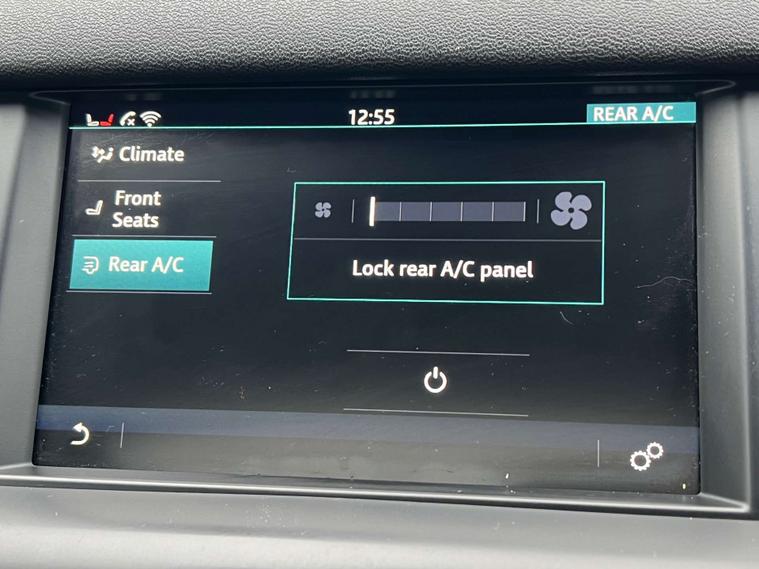 12:55
REAR A/C
Climate
Front
Seats
Rear A/C
Lock rear A/C panel